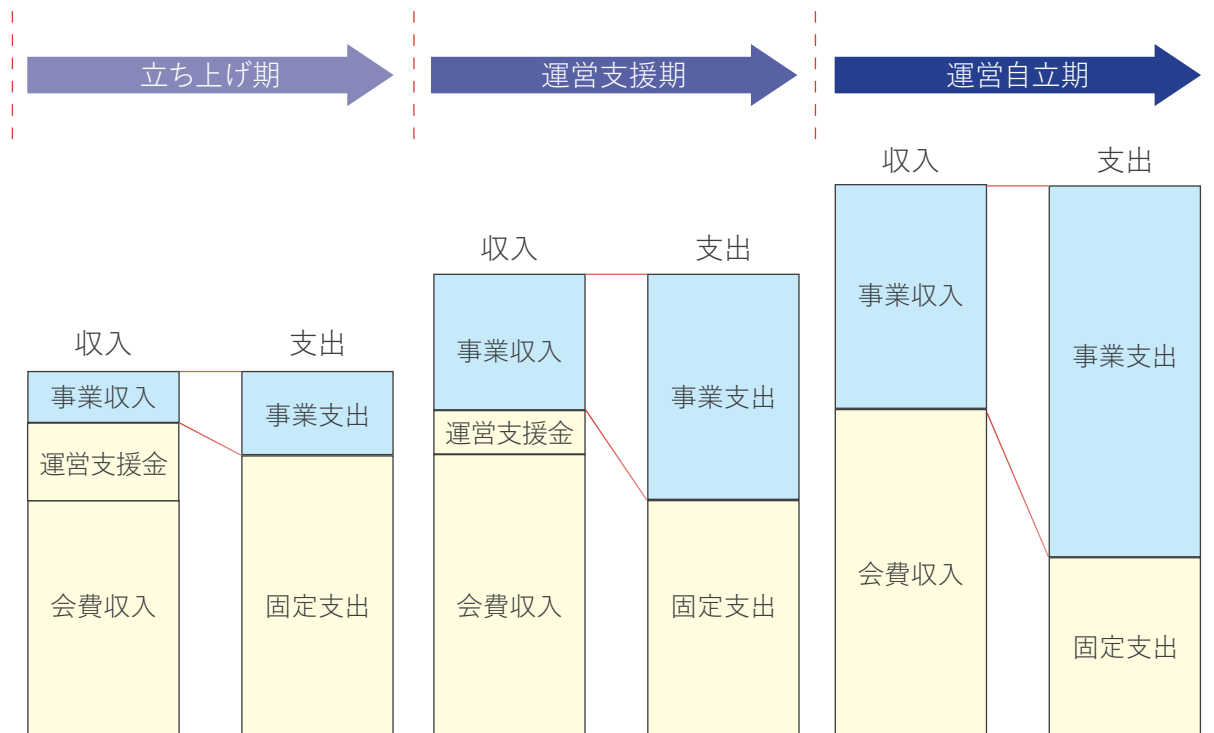 立ち上げ期
運営支援期
運営自立期
収入
支出
事業収入
運営支援金
会費収入
事業支出
固定支出
収入
支出
事業収入
運営支援金
会費収入
事業支出
固定支出
収入
支出
事業収入
会費収入
事業支出
固定支出